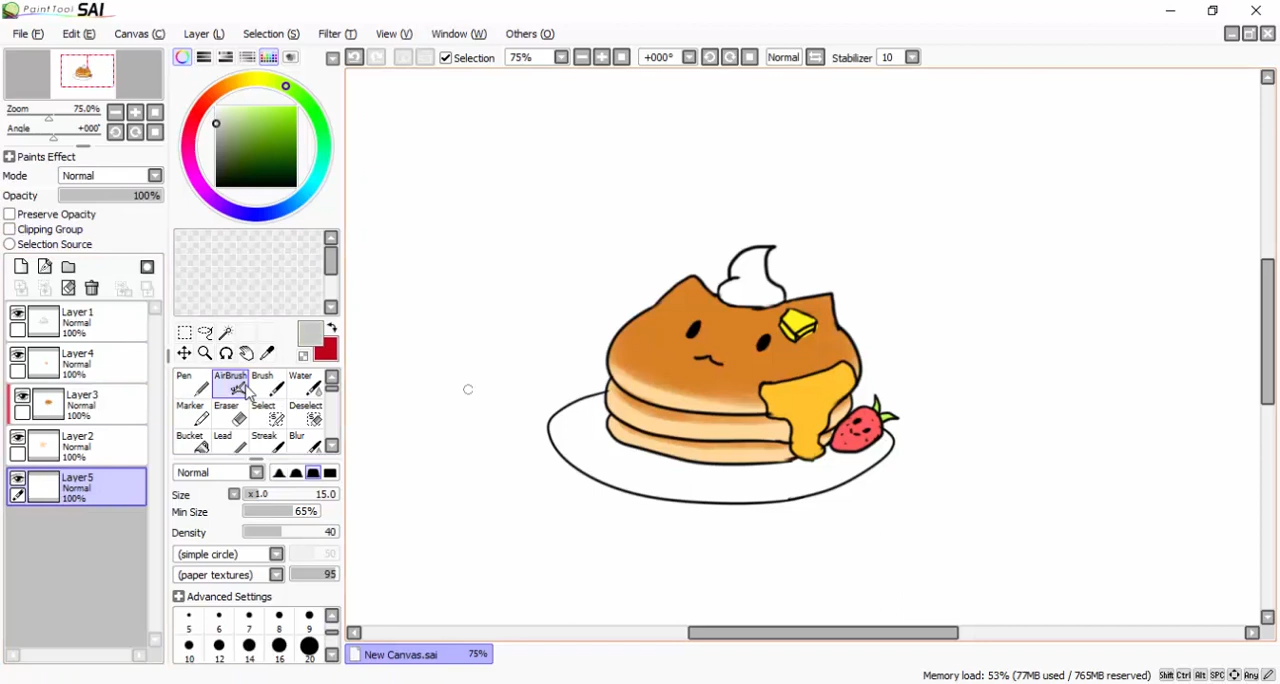 PaintTool SAI
File (F) Edit (E) Canvas (C) Layer (L) Selection (S) Filter (T) View (V) Window (W) Others (O)
Selection 75% +000° Normal Stabilizer 10
Zoom 75.0%
Angle +000°
Paints Effect
Mode Normal
Opacity 100%
Preserve Opacity
Clipping Group
Selection Source
Layer1
Normal
100%
Layer4
Normal
100%
Layer3
Normal
100%
Layer2
Normal
100%
Layer5
Normal
100%
Pen AirBrush Brush Water
Marker Eraser Select Deselect
Bucket Lead Streak Blur
Normal
Size x1.0 15.0
Min Size 65%
Density 40
(simple circle) 50
(paper textures) 95
Advanced Settings
5 6 7 8 9
10 12 14 16 20
New Canvas.sai 75%
Memory load: 53% (77MB used / 765MB reserved) Shift Ctrl Alt SPC Any